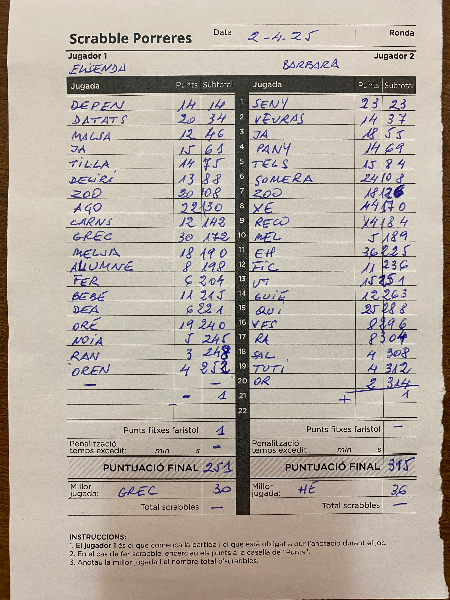 Scrabble Porreres Data 2-4-25 Ronda
Jugador 1 Jugador 2
ELISENDA BARBARA
Jugada Punts Subtotal Jugada Punts Subtotal
DEPEN 14 14 1 SENY 23 23
DATATS 20 34 2 VEURAS 14 37
MALSA 12 46 3 JA 18 55
JA 15 61 4 PANY 14 69
TILLA 14 75 5 TELS 15 84
DELIRI 13 88 6 SOMERA 24 108
ZOO 20 108 7 ZOO 18 126
AGO 22 130 8 XE 44 170
CARNS 12 142 9 RECO 14 184
GREC 30 172 10 MEL 5 189
MELSA 18 190 11 EH 36 225
ALUMNE 8 198 12 FIC 11 236
FER 6 204 13 UT 15 251
BEBE 11 215 14 GUIÉ 12 263
DEA 6 221 15 QUI 25 288
ORÉ 19 240 16 VES 8 296
NOIA 5 245 17 RA 8 304
RAN 3 248 18 SAL 4 308
OREN 4 252 19 TUTI 4 312
— — 20 OR 2 314
- 1 21 + 1
22
Punts fitxes faristol 1 Punts fitxes faristol —
Penalització
temps excedit: min s - Penalització
temps excedit: min s
PUNTUACIÓ FINAL 251 PUNTUACIÓ FINAL 315
Millor
jugada: GREC 30 Millor
jugada: HE 36
Total scrabbles — Total scrabbles —
INSTRUCCIONS:
1. El jugador 1 és el que comença la partida i el que està obligat a portar l'anotació durant el joc.
2. En el cas de fer scrabble, encercleu els punts a la casella de "Punts".
3. Anotau la millor jugada i el nombre total d'scrabbles.